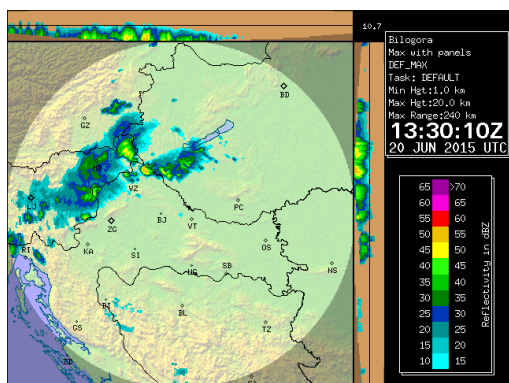 10.7
Bilogora
Max with panels
DEF_MAX
Task: DEFAULT
Min Hgt:1.0 km
Max Hgt:20.0 km
Max Range:240 km
13:30:10Z
20 JUN 2015 UTC
BD
GZ
VZ
LJ
PC
BJ
VT
ZG
RI
KA
SI
OS
NS
SB
NG
BI
BL
GS
TZ
65 >70
60 65
55 60
50 55
45 50
40 45
35 40
30 35
25 30
20 25
15 20
10 15
Reflectivity in dBZ